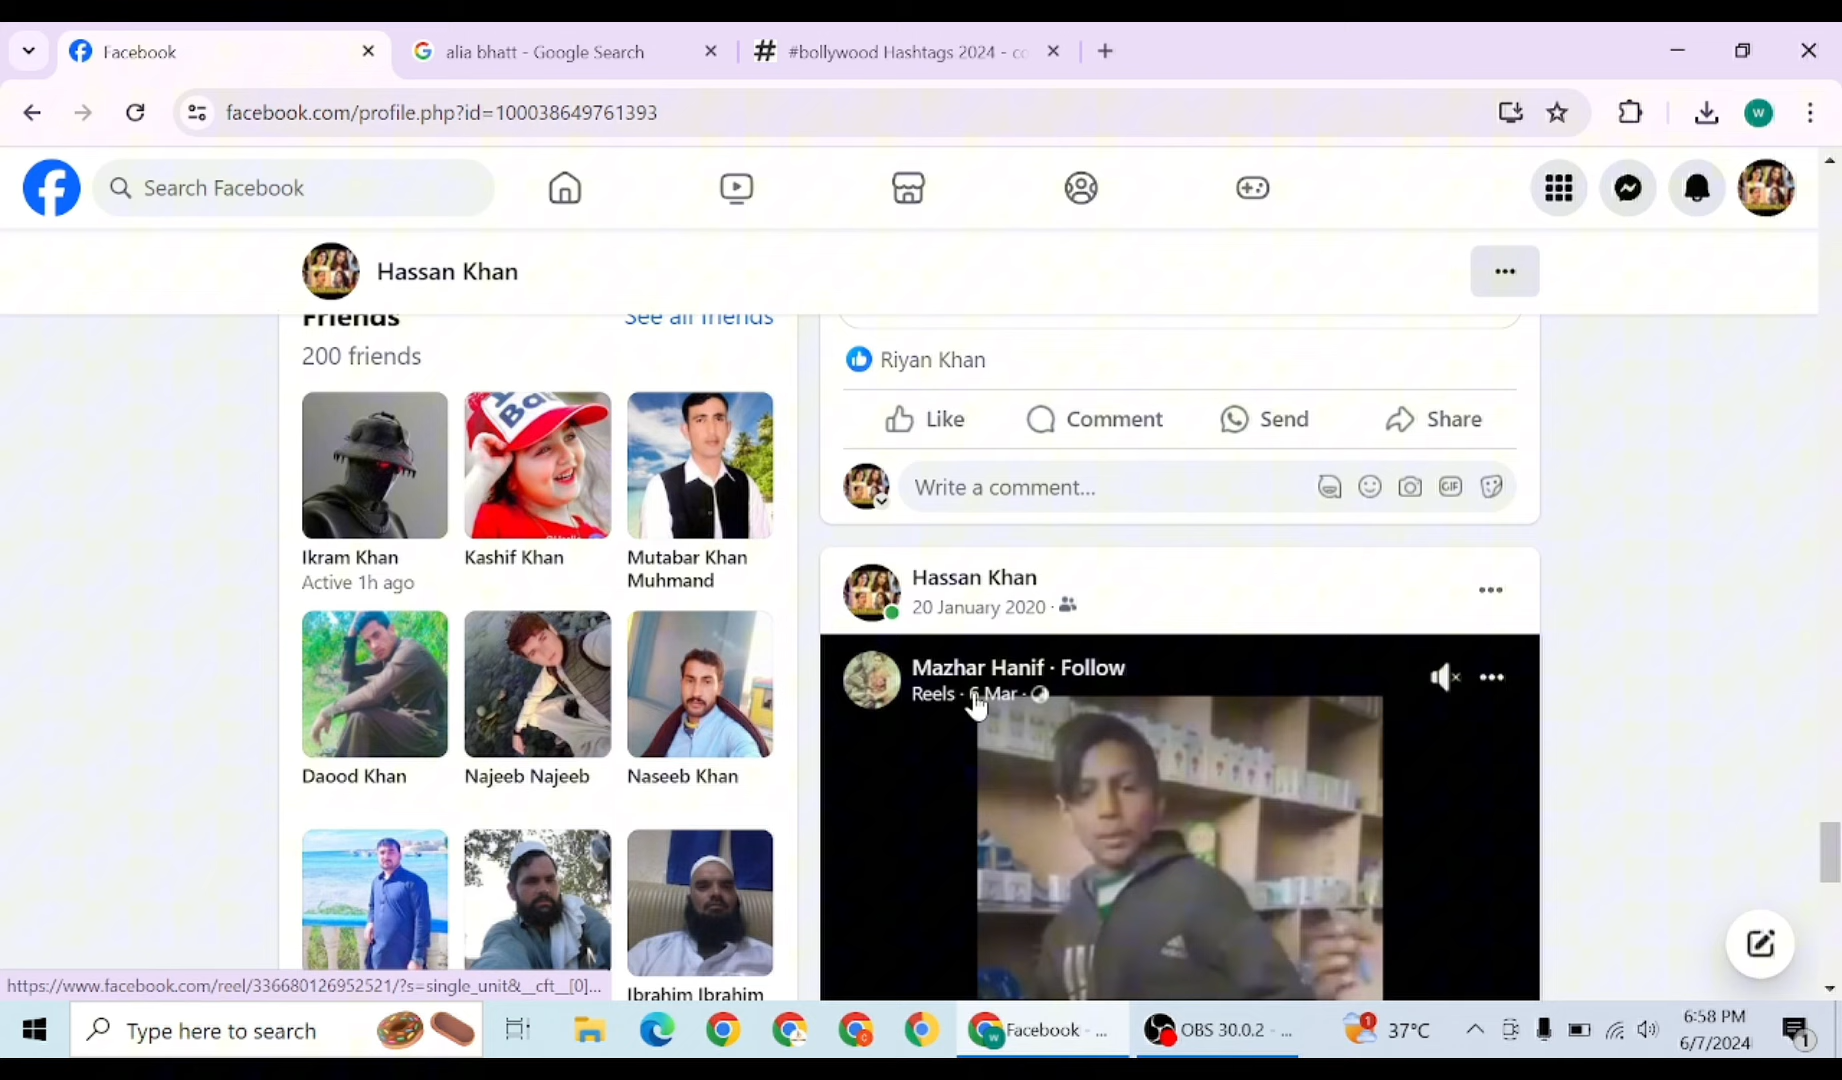 Facebook
alia bhatt - Google Search
#bollywood Hashtags 2024 - co
facebook.com/profile.php?id=100038649761393
W
Search Facebook
Hassan Khan
Friends
See all friends
200 friends
Riyan Khan
Like
Comment
Send
Share
Write a comment...
GIF
Ikram Khan
Active 1h ago
Kashif Khan
Mutabar Khan
Muhmand
Hassan Khan
20 January 2020 ·
Mazhar Hanif · Follow
Reels · 6 Mar ·
Daood Khan
Najeeb Najeeb
Naseeb Khan
Ibrahim Ibrahim
https://www.facebook.com/reel/336680126952521/?s=single_unit&__cft__[0]...
Type here to search
Facebook - ...
OBS 30.0.2 - ...
1
37°C
6:58 PM
6/7/2024
1